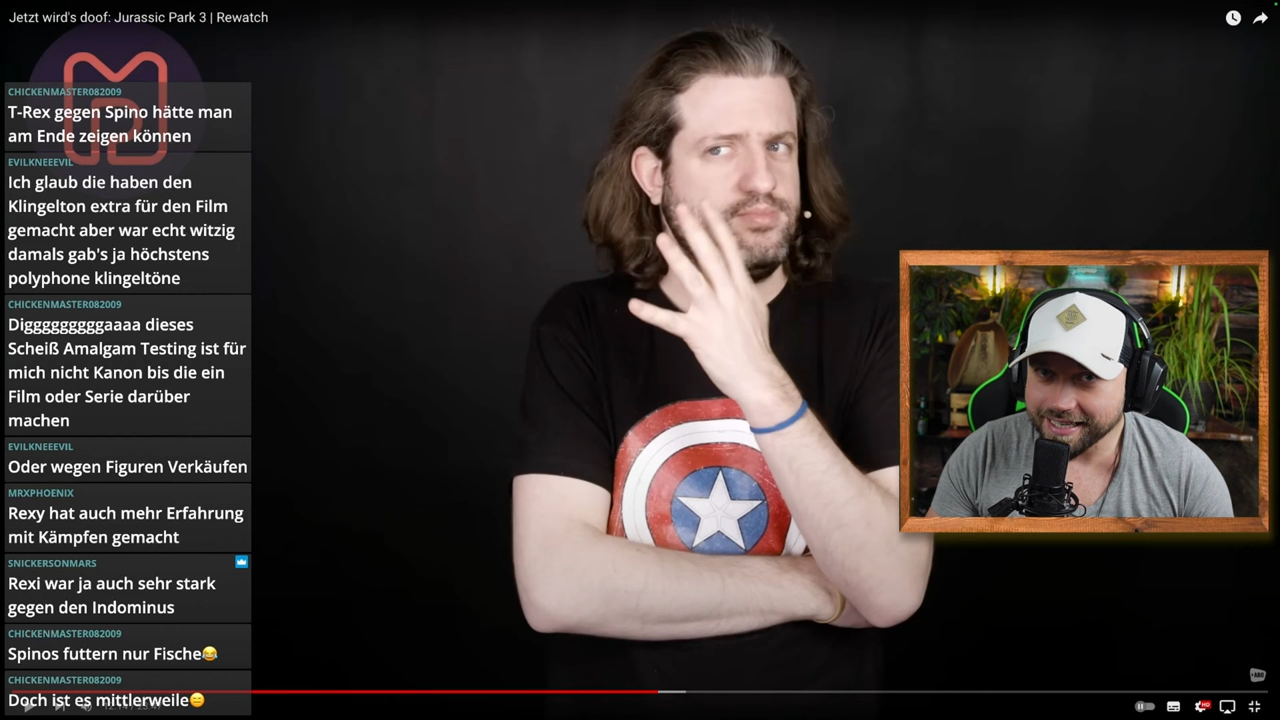 Jetzt wird's doof: Jurassic Park 3 | Rewatch
CHICKENMASTER082009
T-Rex gegen Spino hätte man
am Ende zeigen können
EVILKNEEEVIL
Ich glaub die haben den
Klingelton extra für den Film
gemacht aber war echt witzig
damals gab's ja höchstens
polyphone klingeltöne
CHICKENMASTER082009
Digggggggggaaaa dieses
Scheiß Amalgam Testing ist für
mich nicht Kanon bis die ein
Film oder Serie darüber
machen
EVILKNEEEVIL
Oder wegen Figuren Verkäufen
MRXPHOENIX
Rexy hat auch mehr Erfahrung
mit Kämpfen gemacht
SNICKERSONMARS
Rexi war ja auch sehr stark
gegen den Indominus
CHICKENMASTER082009
Spinos futtern nur Fische😂
CHICKENMASTER082009
Doch ist es mittlerweile😑
HD